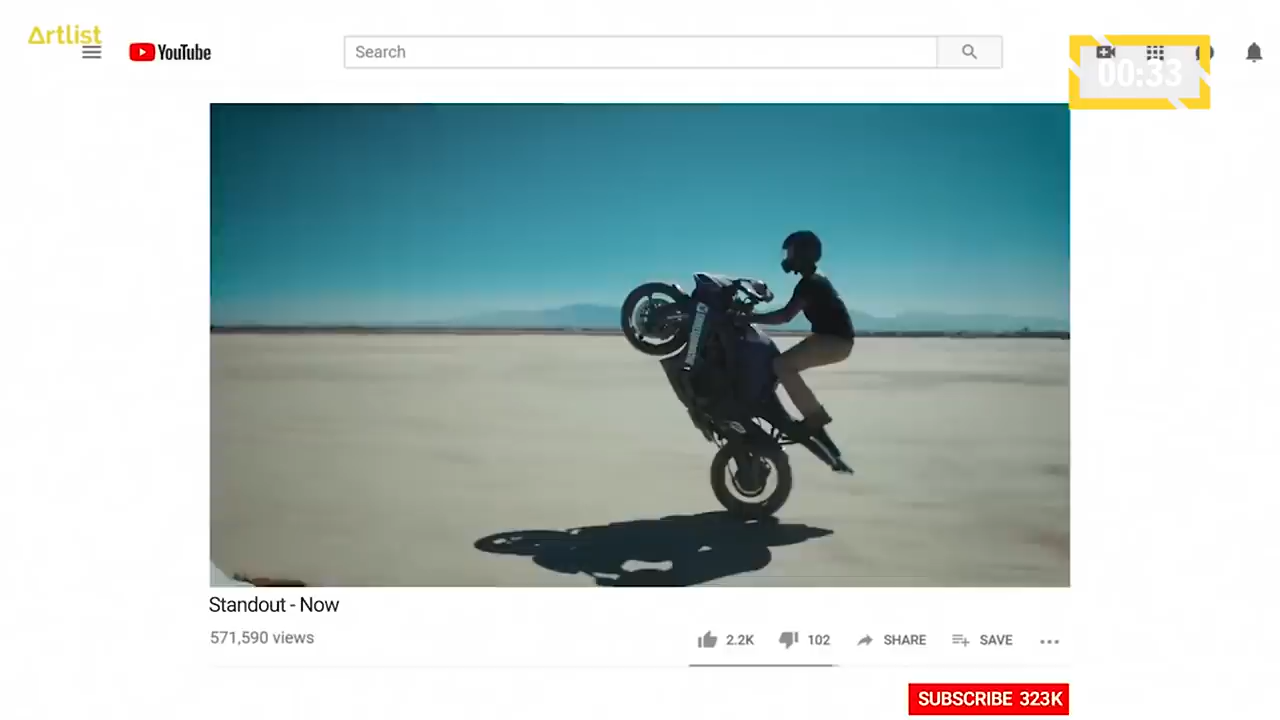 Artlist
YouTube
Search
00:33
Standout - Now
571,590 views
2.2K
102
SHARE
SAVE
SUBSCRIBE 323K